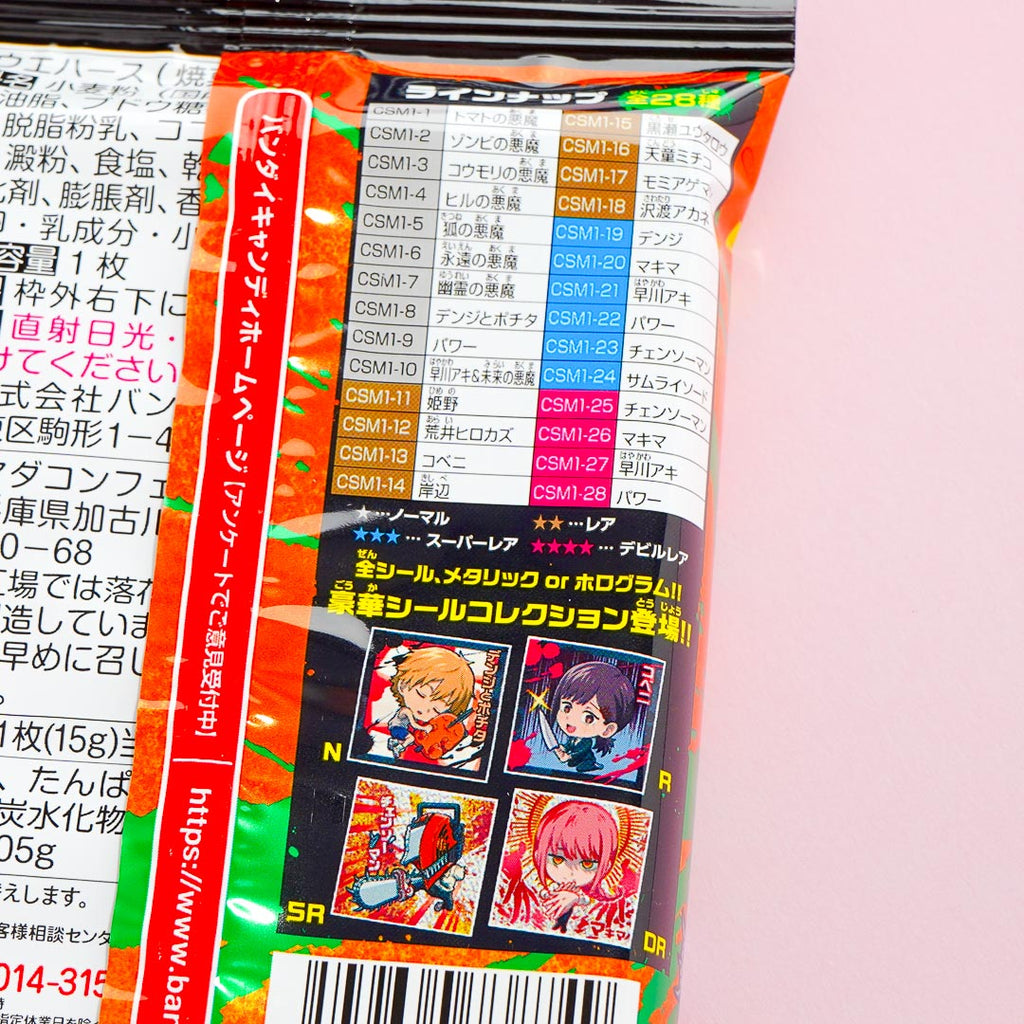 ウエハース(焼
名 小麦粉(国
油脂、ブドウ糖
脱脂粉乳、ココ
澱粉、食塩、乾
化剤、膨脹剤、香
・乳成分・小
容量 1枚
枠外右下に
直射日光・
けてください
式会社バン
区駒形1-4
アダコンフェ
兵庫県加古川
0-68
工場では落花
造していま
早めに召し
。
1枚(15g)当
、たんぱ
炭水化物
05g
替えします。
客様相談センタ
014-315
指定休業日を除
バンダイキャンディホームページ [アンケートでご意見受付中]
https://www.ban
ラインナップ 全28種
CSM1-1 トマトの悪魔
CSM1-2 ゾンビの悪魔
CSM1-3 コウモリの悪魔
CSM1-4 ヒルの悪魔
CSM1-5 狐の悪魔
CSM1-6 永遠の悪魔
CSM1-7 幽霊の悪魔
CSM1-8 デンジとポチタ
CSM1-9 パワー
CSM1-10 早川アキ&未来の悪魔
CSM1-11 姫野
CSM1-12 荒井ヒロカズ
CSM1-13 コベニ
CSM1-14 岸辺
CSM1-15 黒瀬ユウタロウ
CSM1-16 天童ミチコ
CSM1-17 モミアゲマン
CSM1-18 沢渡アカネ
CSM1-19 デンジ
CSM1-20 マキマ
CSM1-21 早川アキ
CSM1-22 パワー
CSM1-23 チェンソーマン
CSM1-24 サムライソード
CSM1-25 チェンソーマン
CSM1-26 マキマ
CSM1-27 早川アキ
CSM1-28 パワー
★…ノーマル ★★…レア
★★★…スーパーレア ★★★★…デビルレア
全シール、メタリック or ホログラム!!
豪華シールコレクション登場!!
デンジとポチタ
N
コベニ
R
チェンソーマン
SR
マキマ
DR